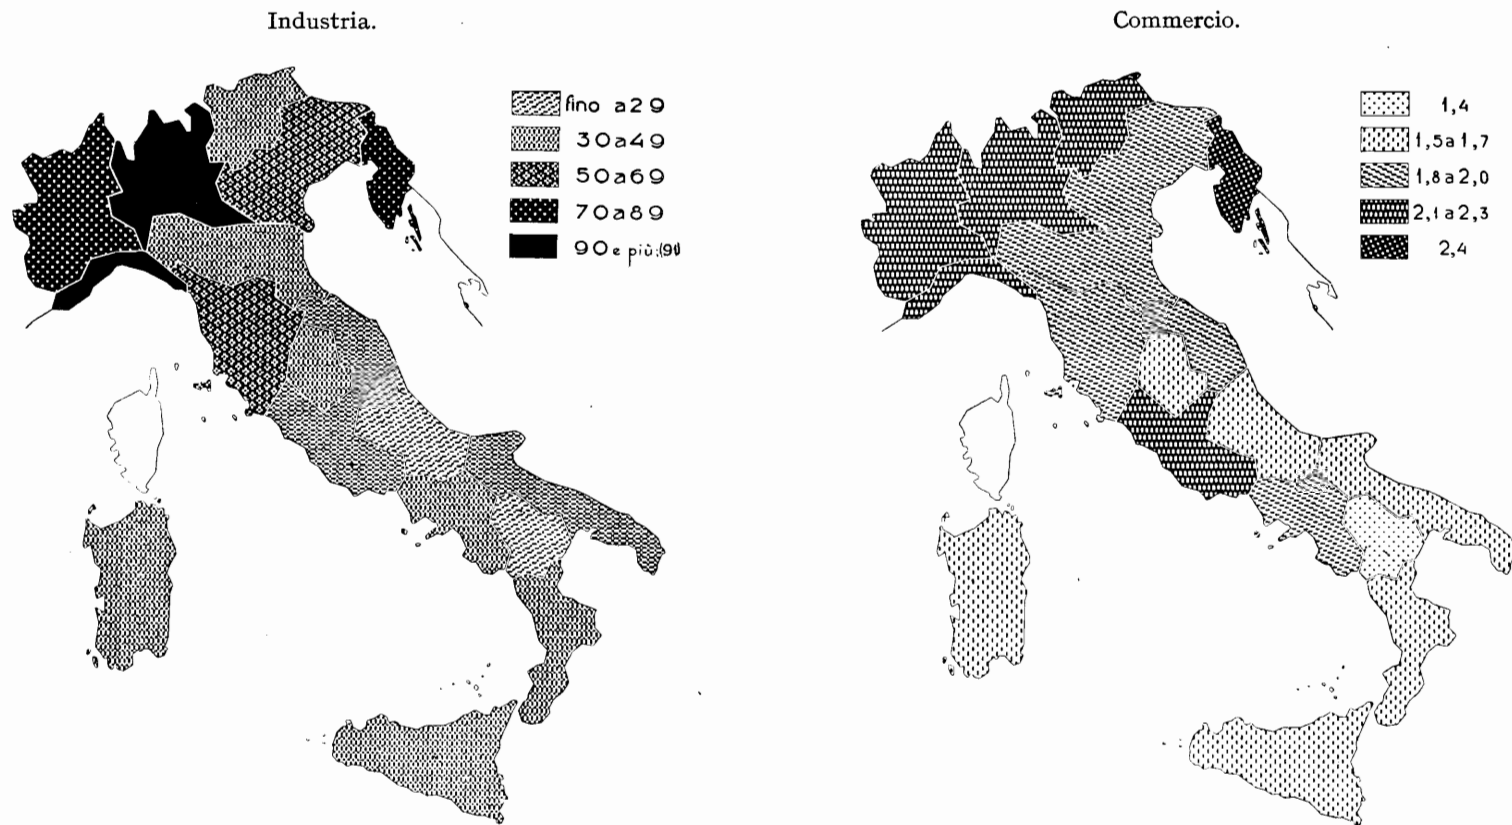 Industria.
fino a 29
30 a 49
50 a 69
70 a 89
90 e più:(91)
Commercio.
1,4
1,5 a 1,7
1,8 a 2,0
2,1 a 2,3
2,4